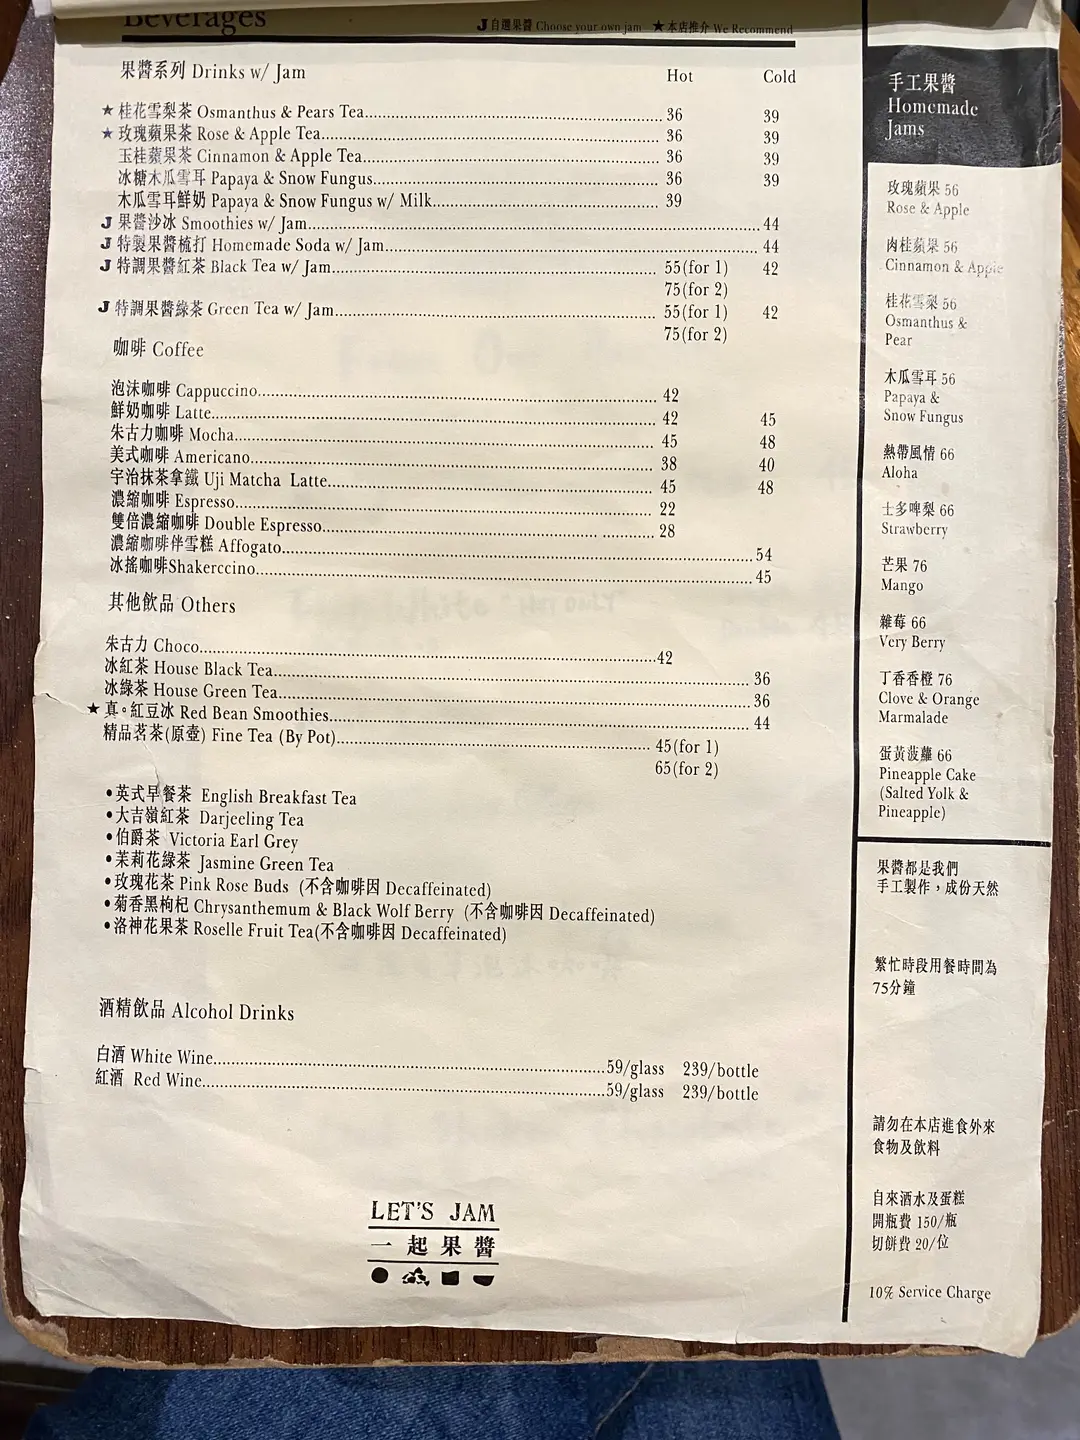 Beverages
J 自選果醬 Choose your own jam ★本店推介 We Recommend
果醬系列 Drinks w/ Jam Hot Cold
★ 桂花雪梨茶 Osmanthus & Pears Tea 36 39
★ 玫瑰蘋果茶 Rose & Apple Tea 36 39
玉桂蘋果茶 Cinnamon & Apple Tea 36 39
冰糖木瓜雪耳 Papaya & Snow Fungus 36 39
木瓜雪耳鮮奶 Papaya & Snow Fungus w/ Milk 39
J 果醬沙冰 Smoothies w/ Jam 44
J 特製果醬梳打 Homemade Soda w/ Jam 44
J 特調果醬紅茶 Black Tea w/ Jam 55(for 1) 42
75(for 2)
J 特調果醬綠茶 Green Tea w/ Jam 55(for 1) 42
75(for 2)
咖啡 Coffee
泡沫咖啡 Cappuccino 42
鮮奶咖啡 Latte 42 45
朱古力咖啡 Mocha 45 48
美式咖啡 Americano 38 40
宇治抹茶拿鐵 Uji Matcha Latte 45 48
濃縮咖啡 Espresso 22
雙倍濃縮咖啡 Double Espresso 28
濃縮咖啡伴雪糕 Affogato 54
冰搖咖啡Shakerccino 45
其他飲品 Others
朱古力 Choco 42
冰紅茶 House Black Tea 36
冰綠茶 House Green Tea 36
★ 真。紅豆冰 Red Bean Smoothies 44
精品茗茶(原壺) Fine Tea (By Pot) 45(for 1)
65(for 2)
•英式早餐茶 English Breakfast Tea
•大吉嶺紅茶 Darjeeling Tea
•伯爵茶 Victoria Earl Grey
•茉莉花綠茶 Jasmine Green Tea
•玫瑰花茶 Pink Rose Buds (不含咖啡因 Decaffeinated)
•菊香黑枸杞 Chrysanthemum & Black Wolf Berry (不含咖啡因 Decaffeinated)
•洛神花果茶 Roselle Fruit Tea(不含咖啡因 Decaffeinated)
酒精飲品 Alcohol Drinks
白酒 White Wine 59/glass 239/bottle
紅酒 Red Wine 59/glass 239/bottle
LET'S JAM
一起果醬
手工果醬
Homemade
Jams
玫瑰蘋果 56
Rose & Apple
肉桂蘋果 56
Cinnamon & Apple
桂花雪梨 56
Osmanthus &
Pear
木瓜雪耳 56
Papaya &
Snow Fungus
熱帶風情 66
Aloha
士多啤梨 66
Strawberry
芒果 76
Mango
雜莓 66
Very Berry
丁香香橙 76
Clove & Orange
Marmalade
蛋黃菠蘿 66
Pineapple Cake
(Salted Yolk &
Pineapple)
果醬都是我們
手工製作，成份天然
繁忙時段用餐時間為
75分鐘
請勿在本店進食外來
食物及飲料
自來酒水及蛋糕
開瓶費 150/瓶
切餅費 20/位
10% Service Charge